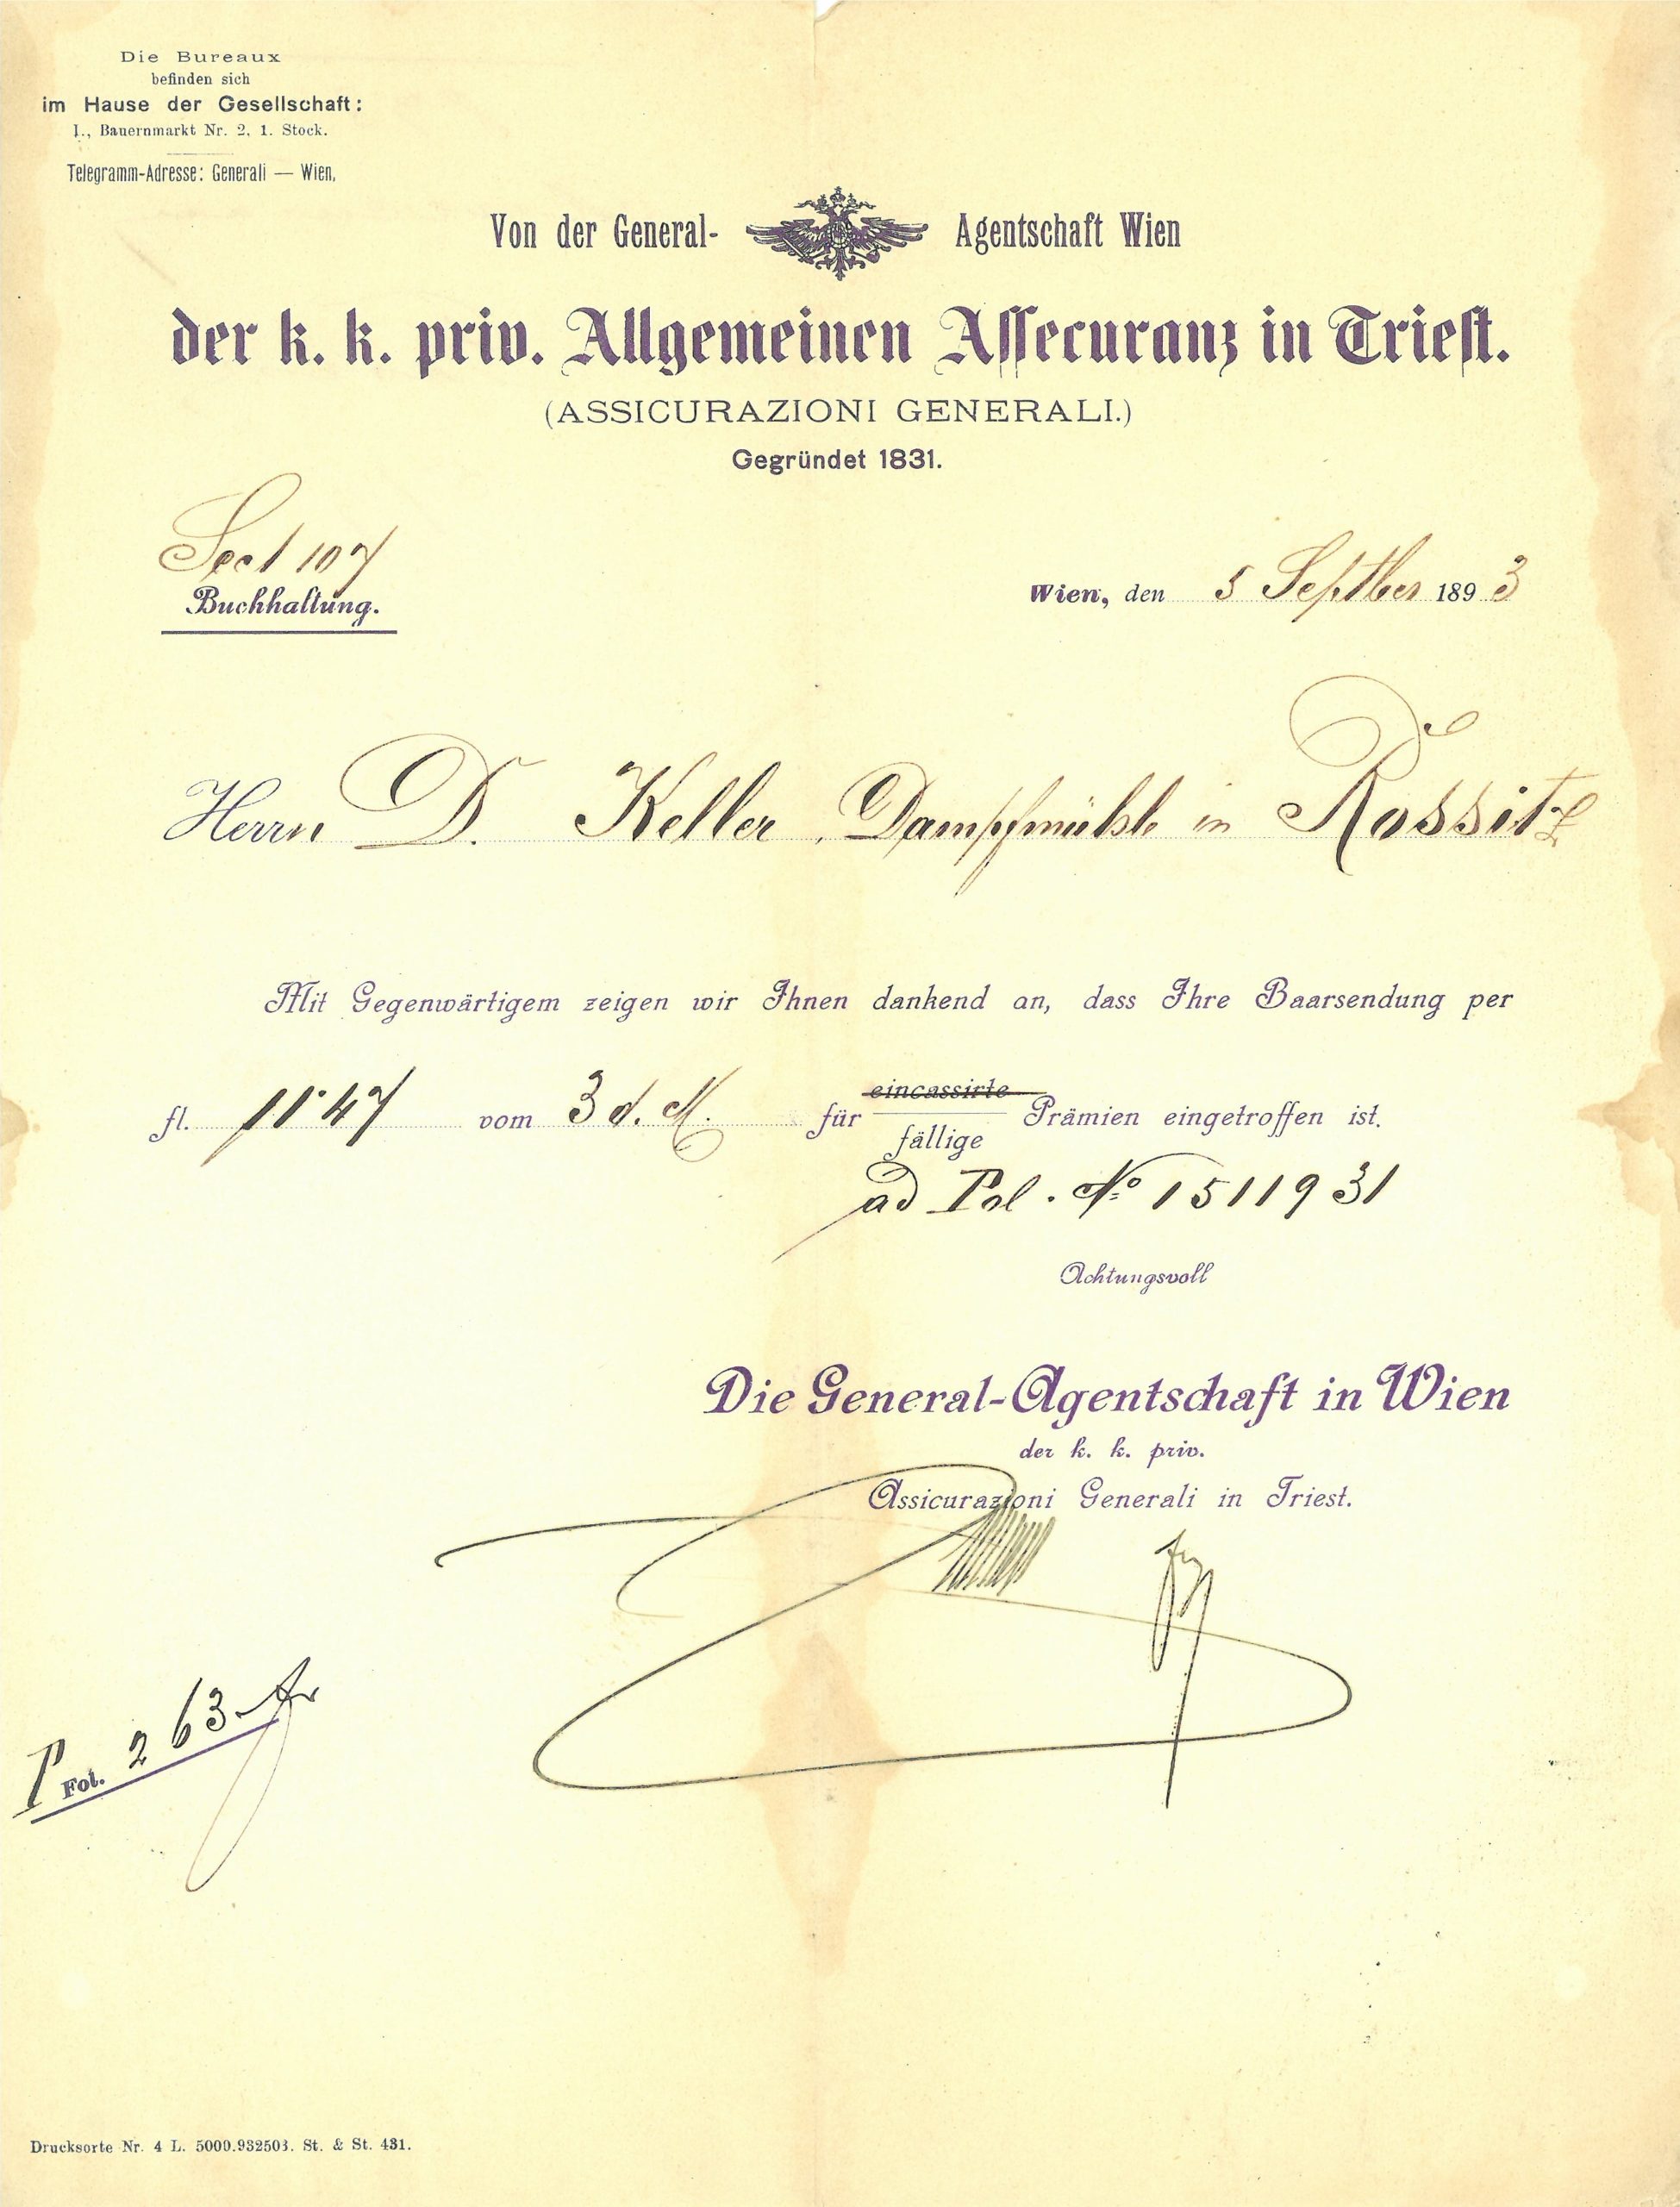 Die Bureaux
befinden sich
im Hause der Gesellschaft:
I., Bauernmarkt Nr. 2, 1. Stock.
Telegramm-Adresse: Generali — Wien.
Von der General- Agentschaft Wien
der k. k. priv. Allgemeinen Assecuranz in Triest.
(ASSICURAZIONI GENERALI.)
Gegründet 1831.
Sect 107
Buchhaltung.
Wien, den 5 Septber 1893
Herrn D. Keller, Dampfmühle in Rossitz
Mit Gegenwärtigem zeigen wir Ihnen dankend an, dass Ihre Baarsendung per
fl. 11·47 vom 3 d. M. für eincassirte Prämien eingetroffen ist.
fällige
ad Pol. No 1511931
Achtungsvoll
Die General-Agentschaft in Wien
der k. k. priv.
Assicurazioni Generali in Triest.
P Fol. 263
Drucksorte Nr. 4 L. 5000.932503. St. & St. 431.